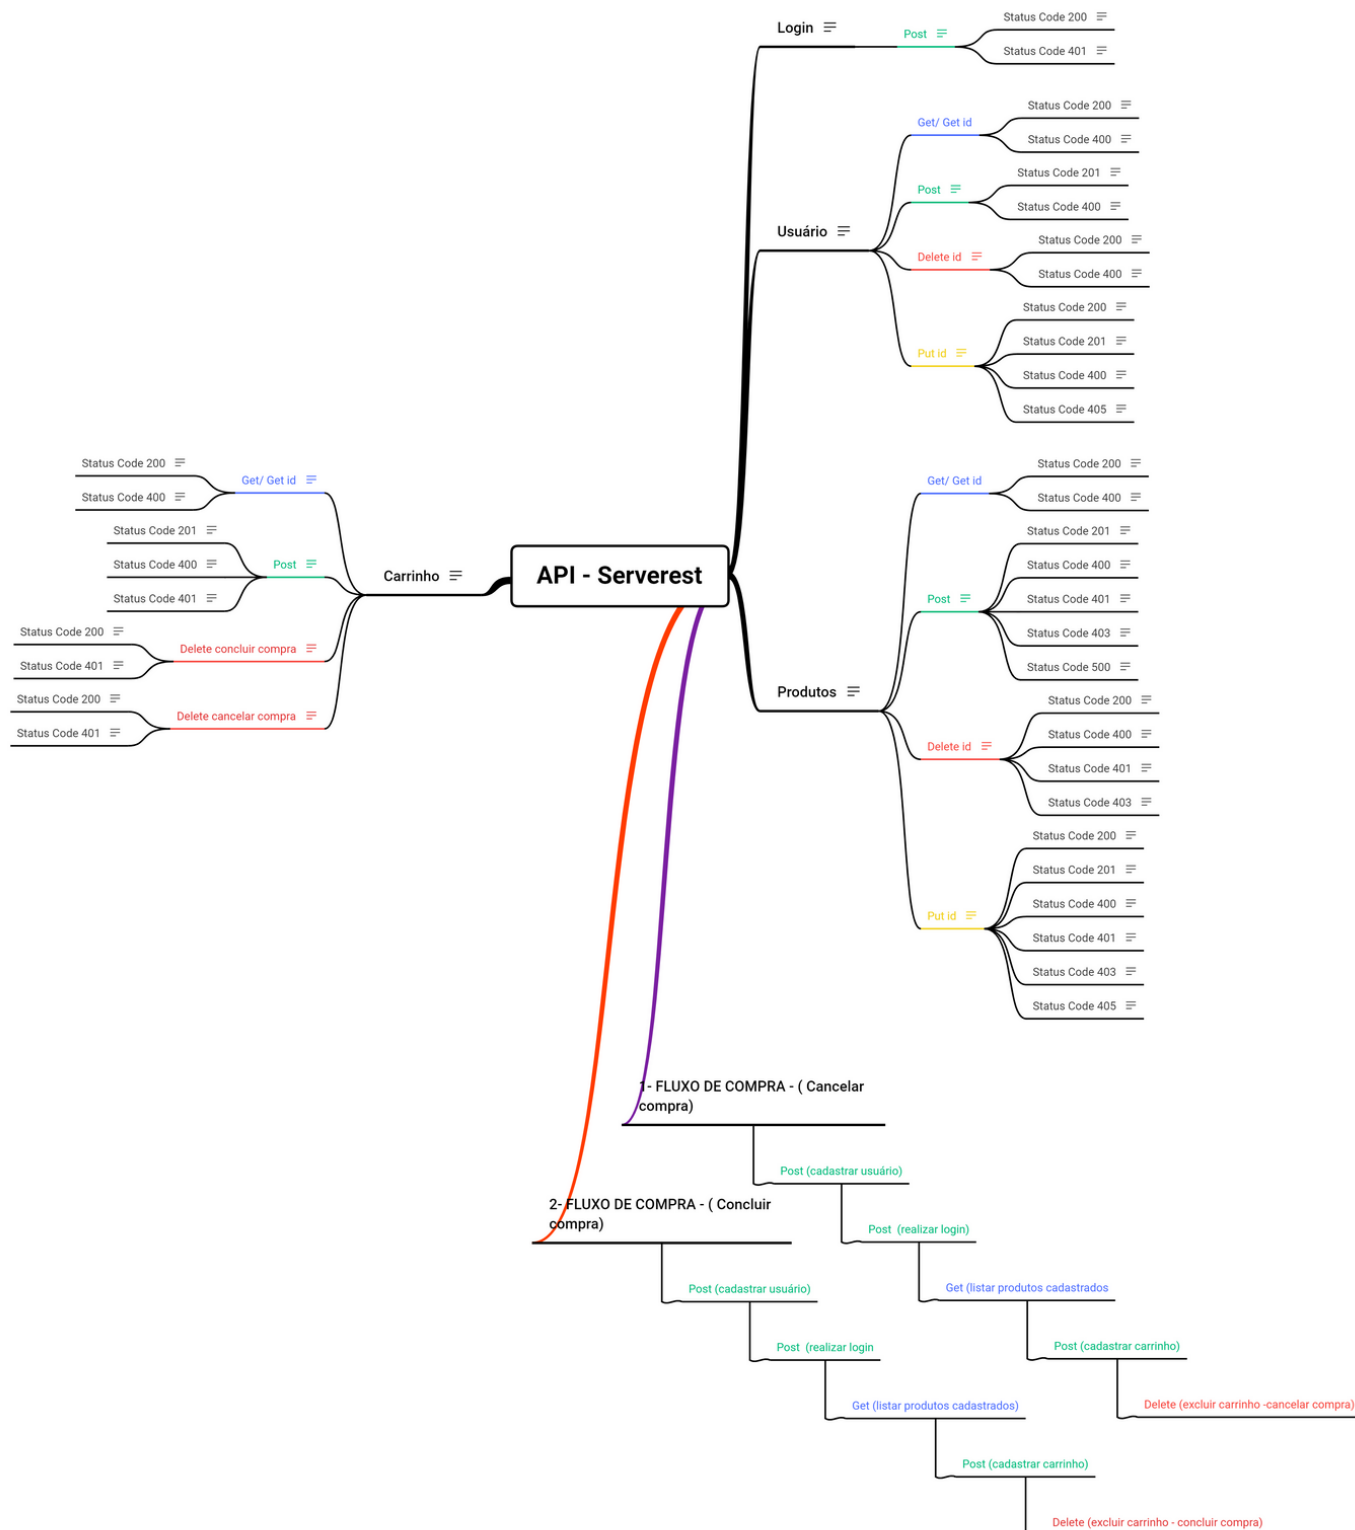 API - Serverest
Login
Post
Status Code 200
Status Code 401
Usuário
Get/ Get id
Status Code 200
Status Code 400
Post
Status Code 201
Status Code 400
Delete id
Status Code 200
Status Code 400
Put id
Status Code 200
Status Code 201
Status Code 400
Status Code 405
Produtos
Get/ Get id
Status Code 200
Status Code 400
Post
Status Code 201
Status Code 400
Status Code 401
Status Code 403
Status Code 500
Delete id
Status Code 200
Status Code 400
Status Code 401
Status Code 403
Put id
Status Code 200
Status Code 201
Status Code 400
Status Code 401
Status Code 403
Status Code 405
Carrinho
Get/ Get id
Status Code 200
Status Code 400
Post
Status Code 201
Status Code 400
Status Code 401
Delete concluir compra
Status Code 200
Status Code 401
Delete cancelar compra
Status Code 200
Status Code 401
1- FLUXO DE COMPRA - ( Cancelar
compra)
Post (cadastrar usuário)
Post (realizar login)
Get (listar produtos cadastrados
Post (cadastrar carrinho)
Delete (excluir carrinho -cancelar compra)
2- FLUXO DE COMPRA - ( Concluir
compra)
Post (cadastrar usuário)
Post (realizar login
Get (listar produtos cadastrados)
Post (cadastrar carrinho)
Delete (excluir carrinho - concluir compra)